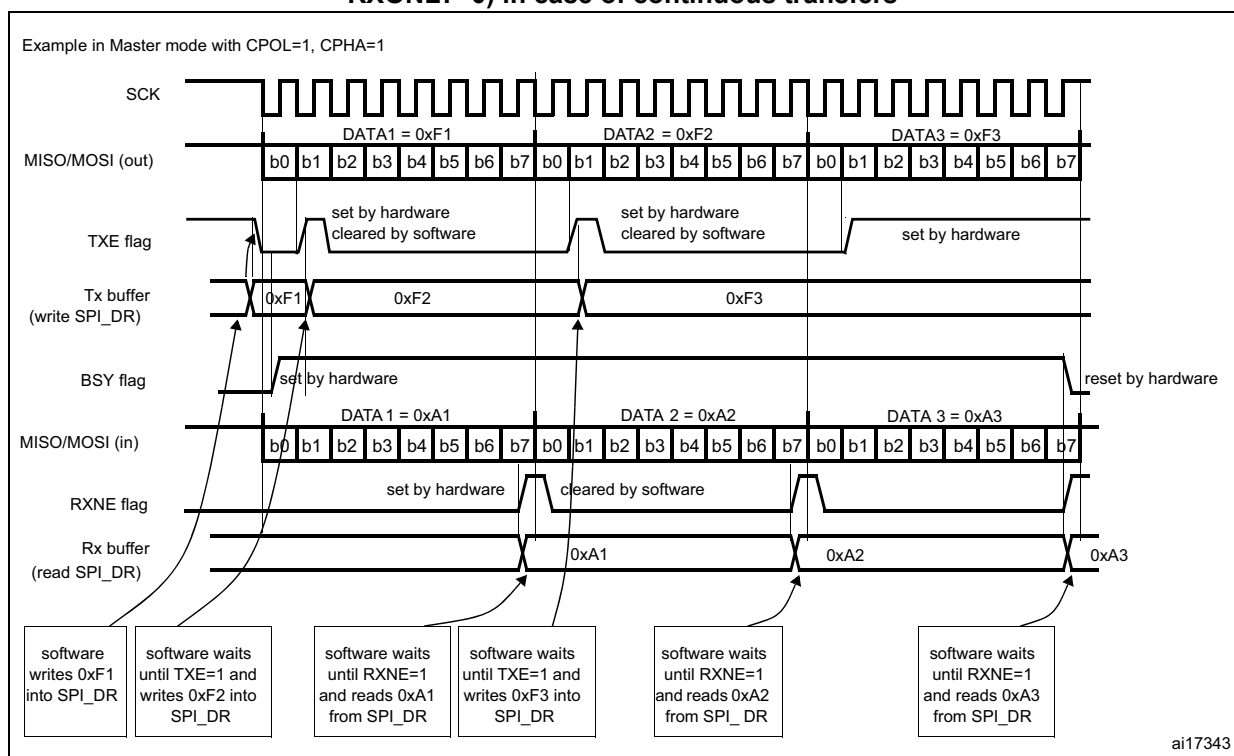 Example in Master mode with CPOL=1, CPHA=1
SCK
DATA1 = 0xF1 DATA2 = 0xF2 DATA3 = 0xF3
MISO/MOSI (out) b0 b1 b2 b3 b4 b5 b6 b7 b0 b1 b2 b3 b4 b5 b6 b7 b0 b1 b2 b3 b4 b5 b6 b7
set by hardware set by hardware
TXE flag cleared by software cleared by software set by hardware
Tx buffer 0xF1 0xF2 0xF3
(write SPI_DR)
BSY flag set by hardware reset by hardware
DATA 1 = 0xA1 DATA 2 = 0xA2 DATA 3 = 0xA3
MISO/MOSI (in) b0 b1 b2 b3 b4 b5 b6 b7 b0 b1 b2 b3 b4 b5 b6 b7 b0 b1 b2 b3 b4 b5 b6 b7
RXNE flag set by hardware cleared by software
Rx buffer 0xA1 0xA2 0xA3
(read SPI_DR)
software
writes 0xF1
into SPI_DR
software waits
until TXE=1 and
writes 0xF2 into
SPI_DR
software waits
until RXNE=1
and reads 0xA1
from SPI_DR
software waits
until TXE=1 and
writes 0xF3 into
SPI_DR
software waits
until RXNE=1
and reads 0xA2
from SPI_ DR
software waits
until RXNE=1
and reads 0xA3
from SPI_DR
ai17343